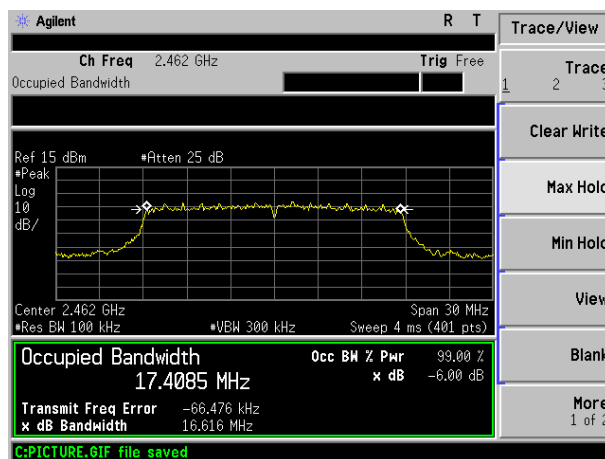 Agilent R T
Trace/View
Ch Freq 2.462 GHz Trig Free
Occupied Bandwidth
Trace
1 2 3
Clear Write
Ref 15 dBm #Atten 25 dB
#Peak
Log
10
dB/
Max Hold
Min Hold
Center 2.462 GHz Span 30 MHz
#Res BW 100 kHz #VBW 300 kHz Sweep 4 ms (401 pts)
View
Occupied Bandwidth Occ BW % Pwr 99.00 %
17.4085 MHz x dB -6.00 dB
Blank
Transmit Freq Error -66.476 kHz
x dB Bandwidth 16.616 MHz
More
1 of 2
C:PICTURE.GIF file saved